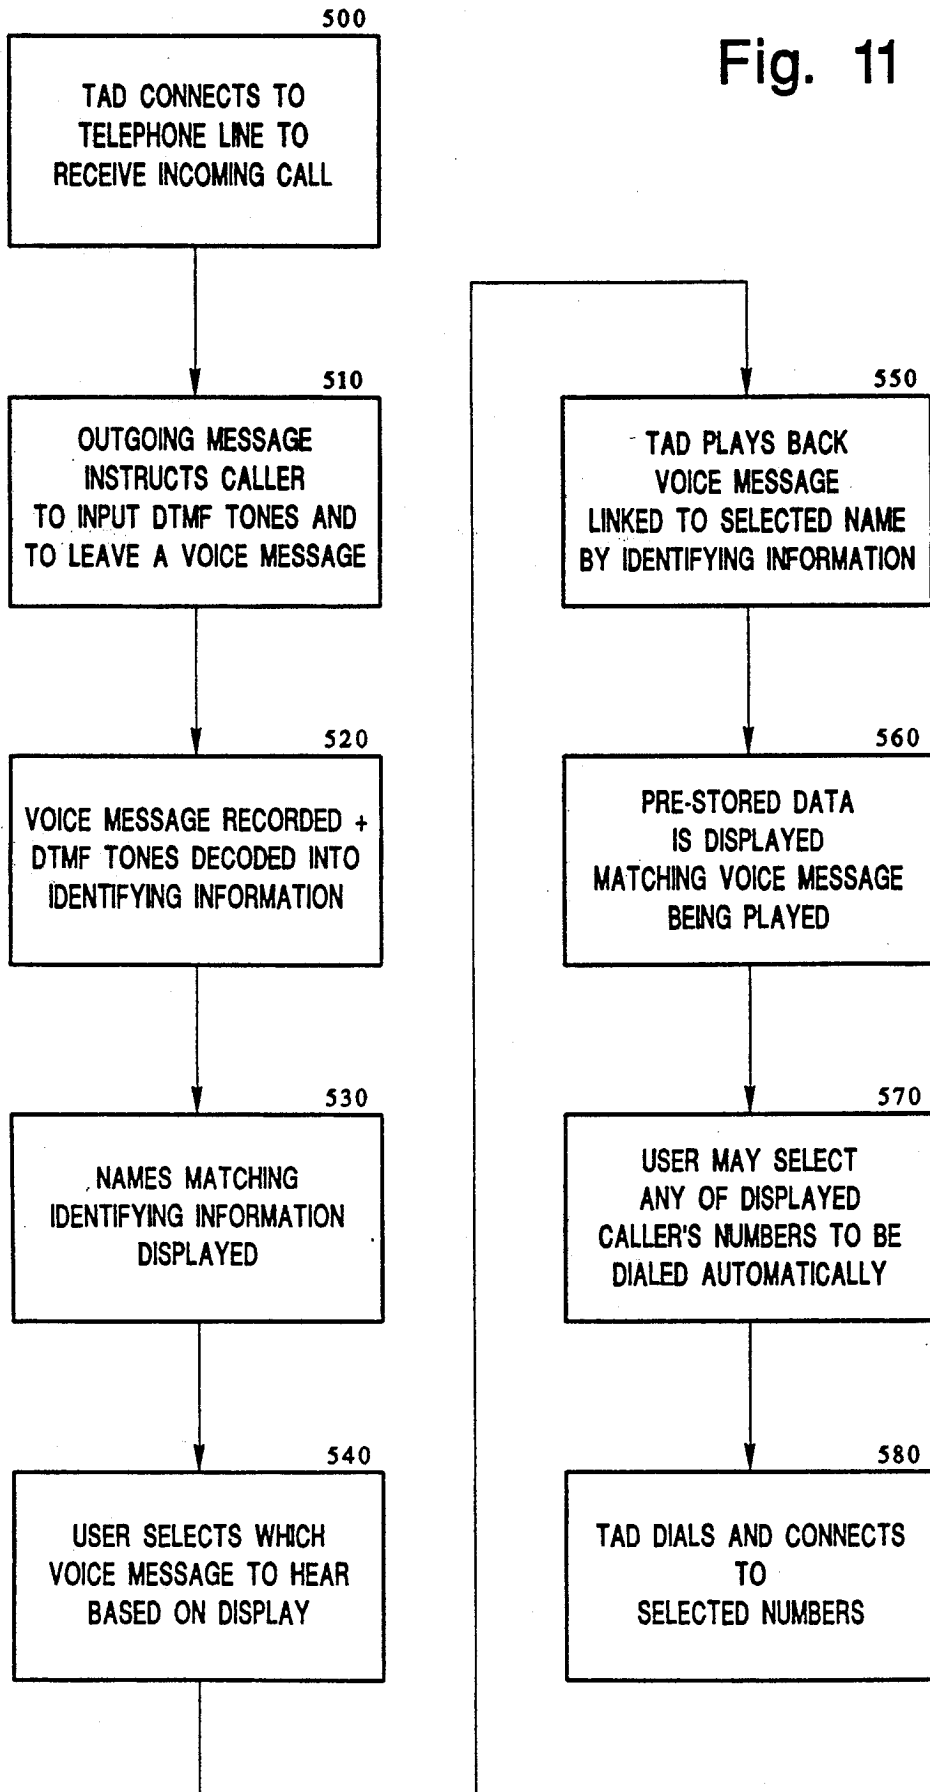 Fig. 11
500
TAD CONNECTS TO
TELEPHONE LINE TO
RECEIVE INCOMING CALL
510
OUTGOING MESSAGE
INSTRUCTS CALLER
TO INPUT DTMF TONES AND
TO LEAVE A VOICE MESSAGE
520
VOICE MESSAGE RECORDED +
DTMF TONES DECODED INTO
IDENTIFYING INFORMATION
530
NAMES MATCHING
IDENTIFYING INFORMATION
DISPLAYED
540
USER SELECTS WHICH
VOICE MESSAGE TO HEAR
BASED ON DISPLAY
550
TAD PLAYS BACK
VOICE MESSAGE
LINKED TO SELECTED NAME
BY IDENTIFYING INFORMATION
560
PRE-STORED DATA
IS DISPLAYED
MATCHING VOICE MESSAGE
BEING PLAYED
570
USER MAY SELECT
ANY OF DISPLAYED
CALLER'S NUMBERS TO BE
DIALED AUTOMATICALLY
580
TAD DIALS AND CONNECTS
TO
SELECTED NUMBERS